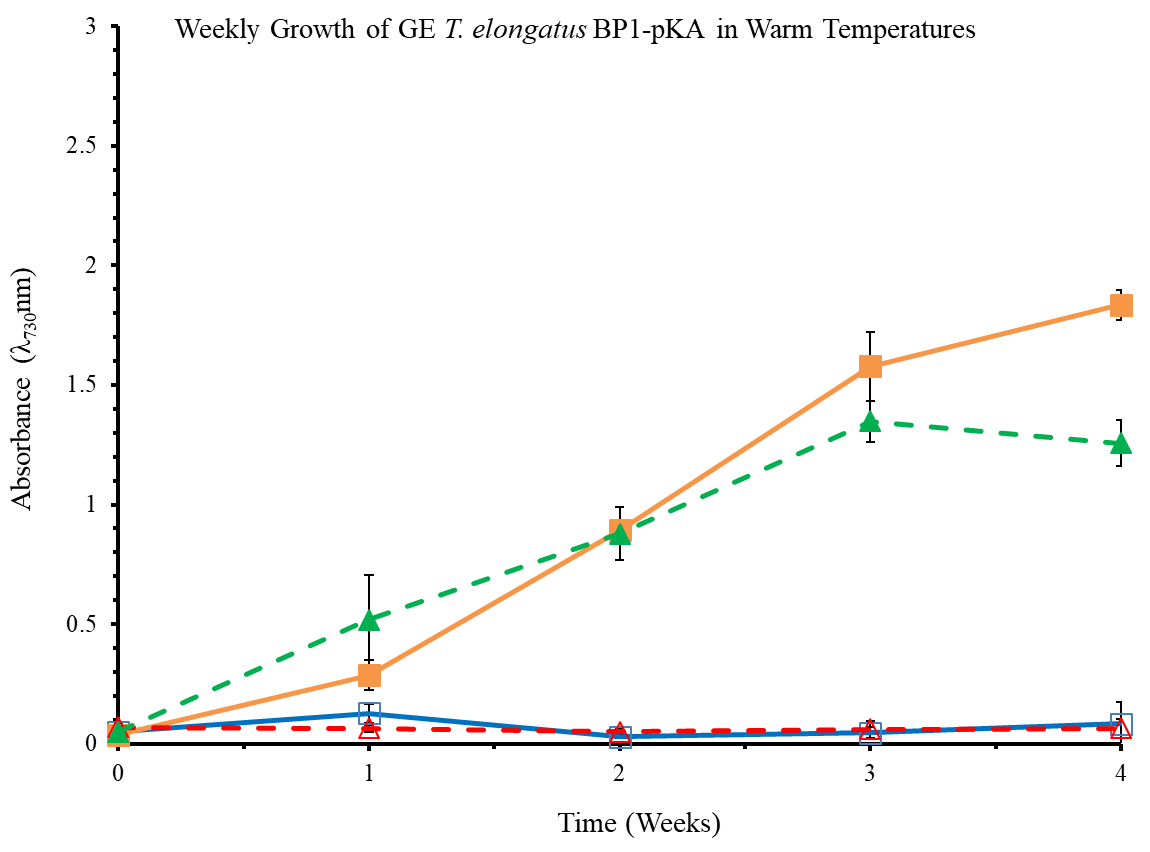 Weekly Growth of GE T. elongatus BP1-pKA in Warm Temperatures
3
2.5
2
1.5
1
0.5
0
Absorbance (λ730nm)
0 1 2 3 4
Time (Weeks)